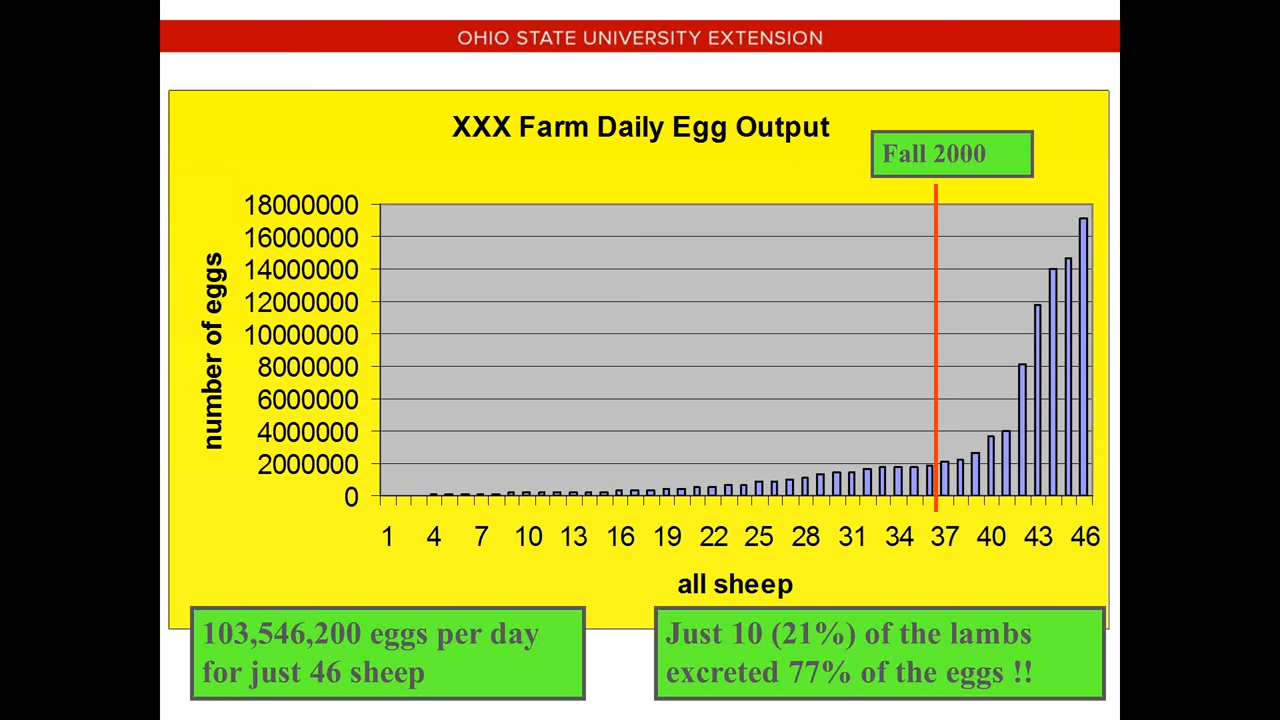 OHIO STATE UNIVERSITY EXTENSION
XXX Farm Daily Egg Output
Fall 2000
number of eggs
18000000
16000000
14000000
12000000
10000000
8000000
6000000
4000000
2000000
0
1 4 7 10 13 16 19 22 25 28 31 34 37 40 43 46
all sheep
103,546,200 eggs per day
for just 46 sheep
Just 10 (21%) of the lambs
excreted 77% of the eggs !!